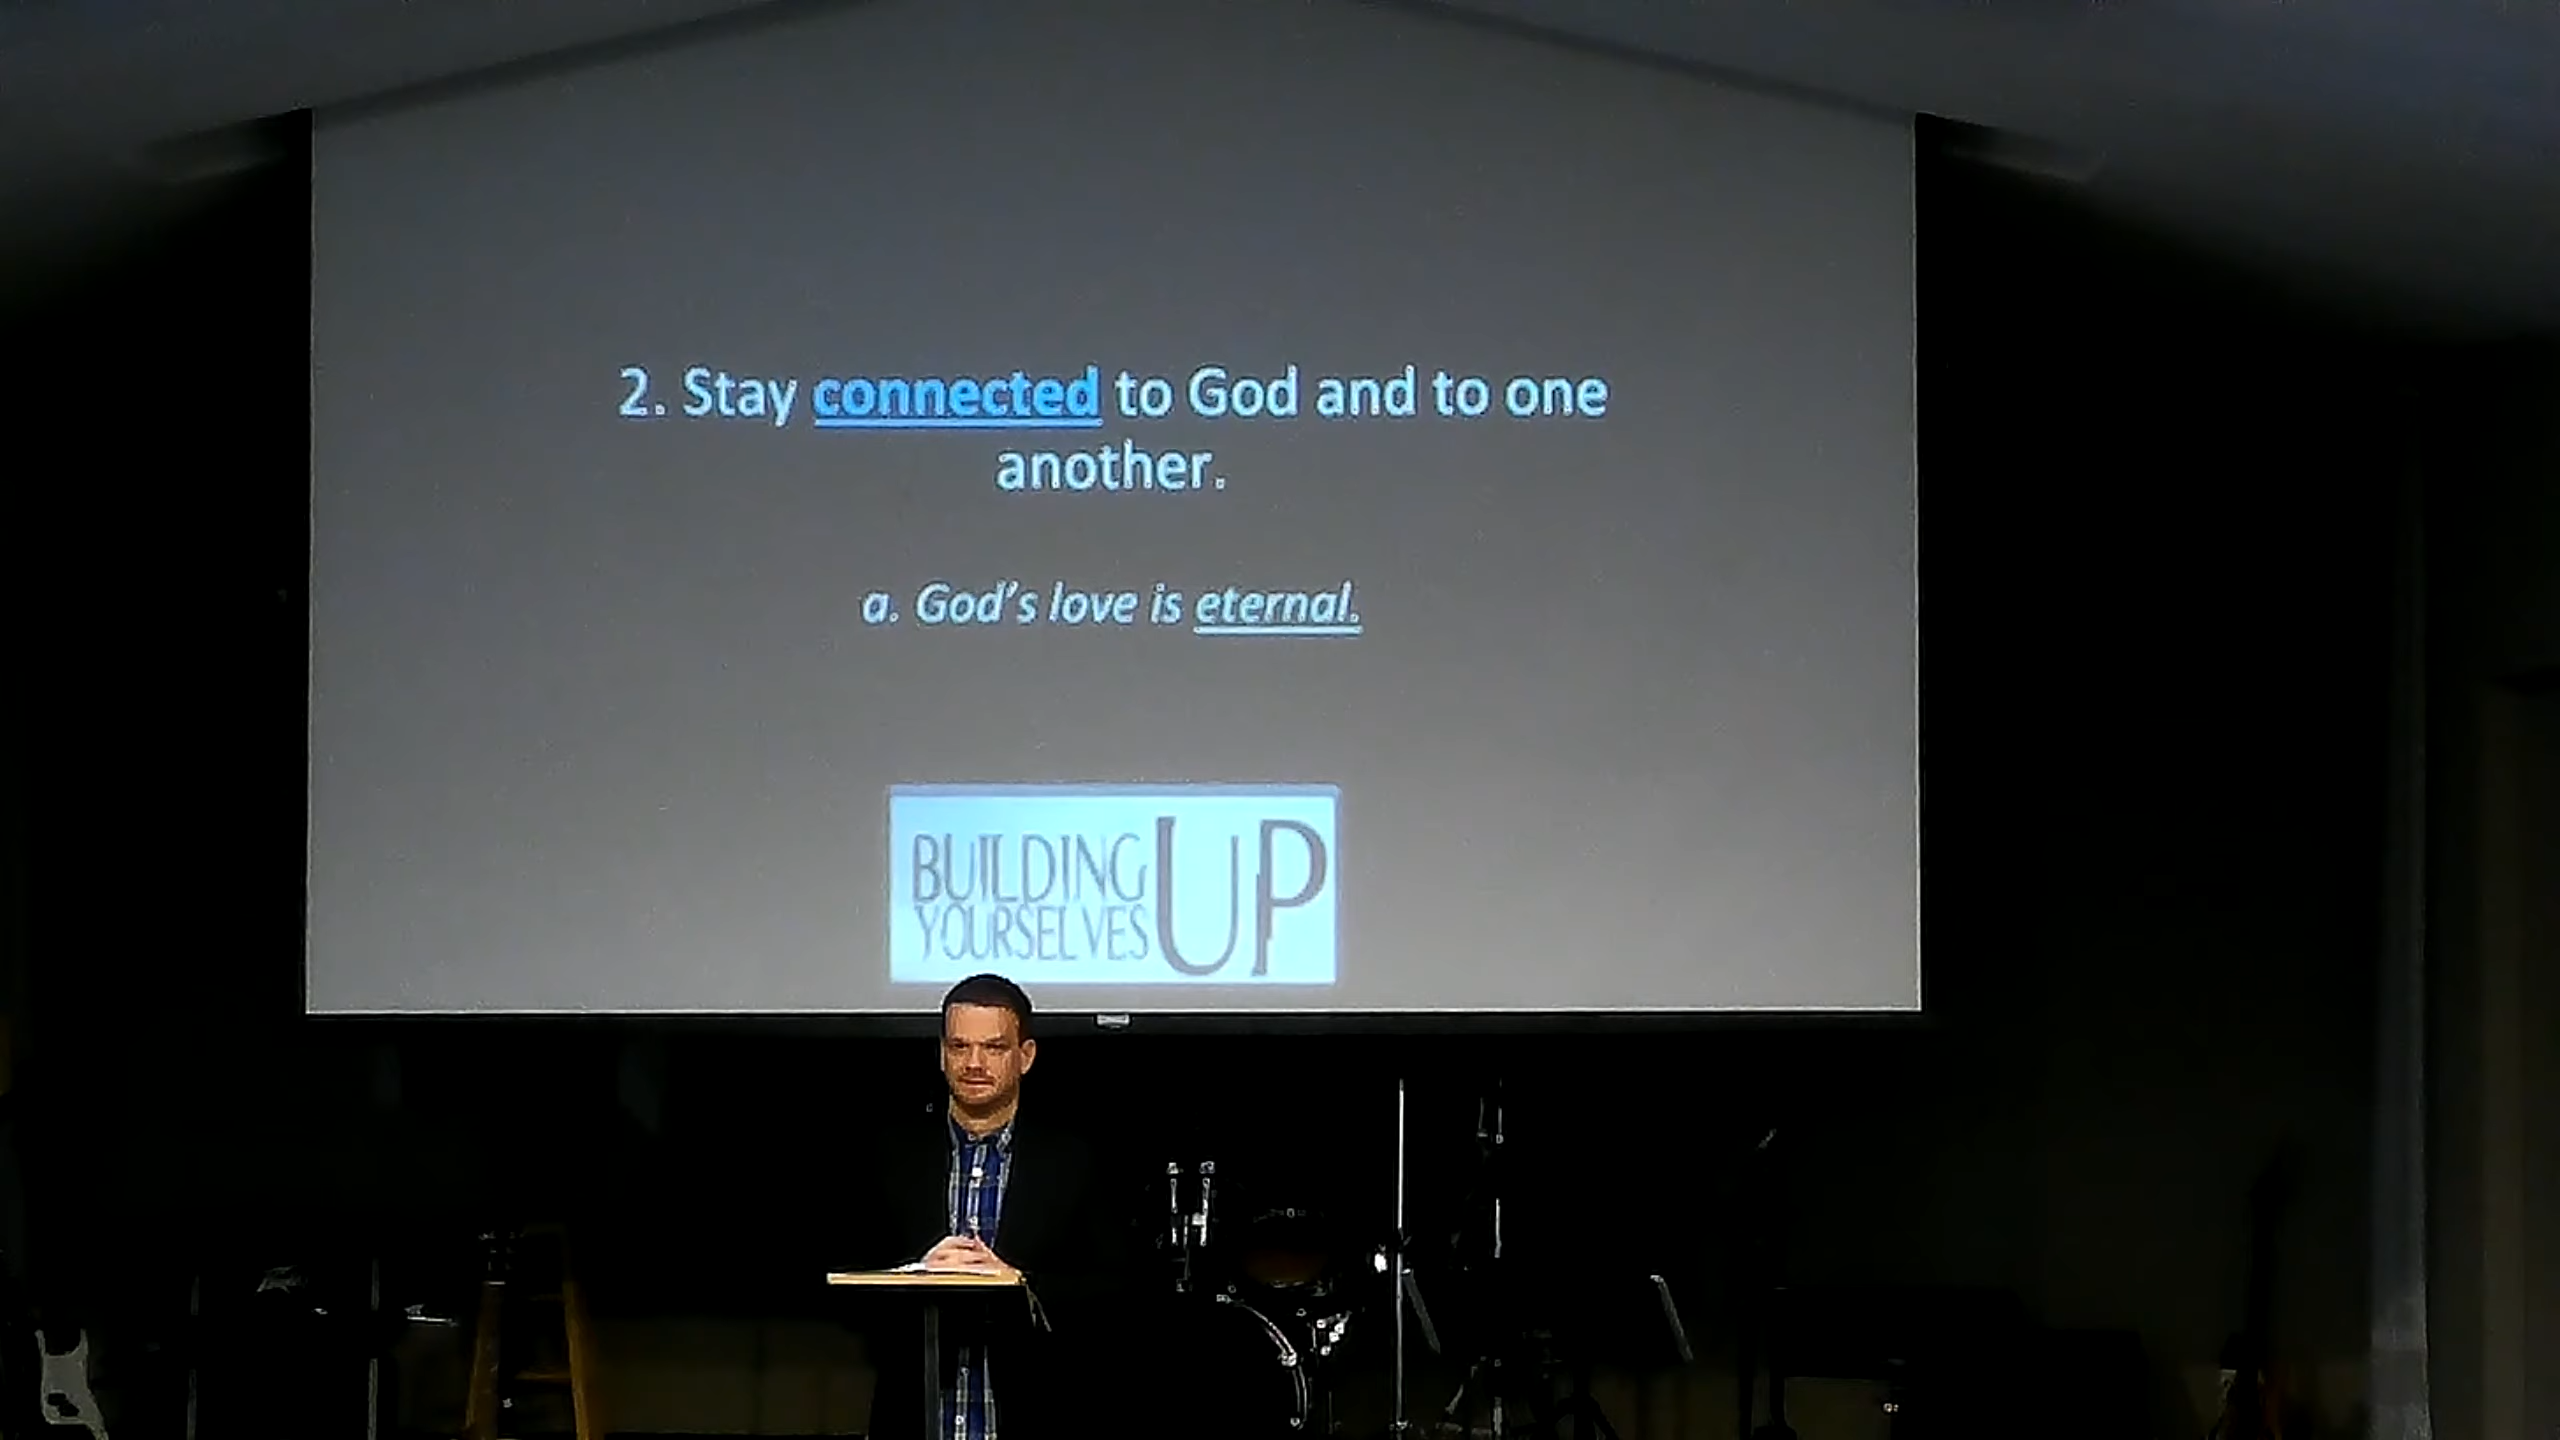 2. Stay connected to God and to one
another.
a. God's love is eternal.
BUILDING
YOURSELVES
UP